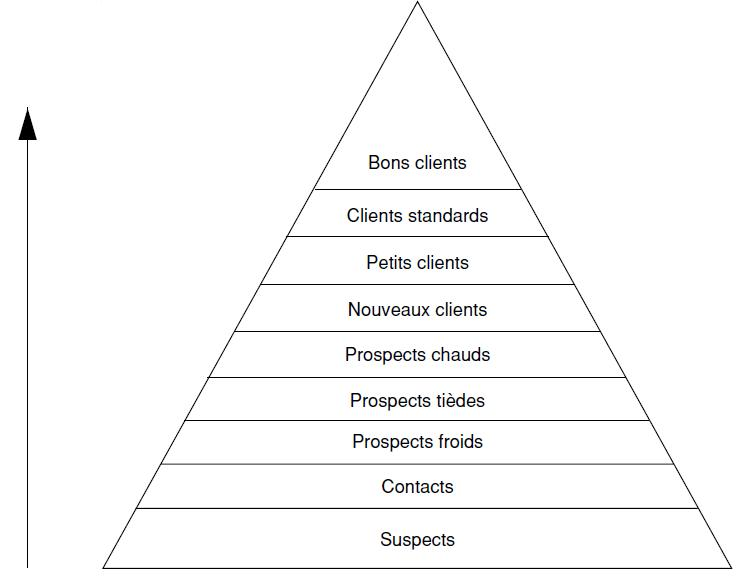 Bons clients
Clients standards
Petits clients
Nouveaux clients
Prospects chauds
Prospects tièdes
Prospects froids
Contacts
Suspects